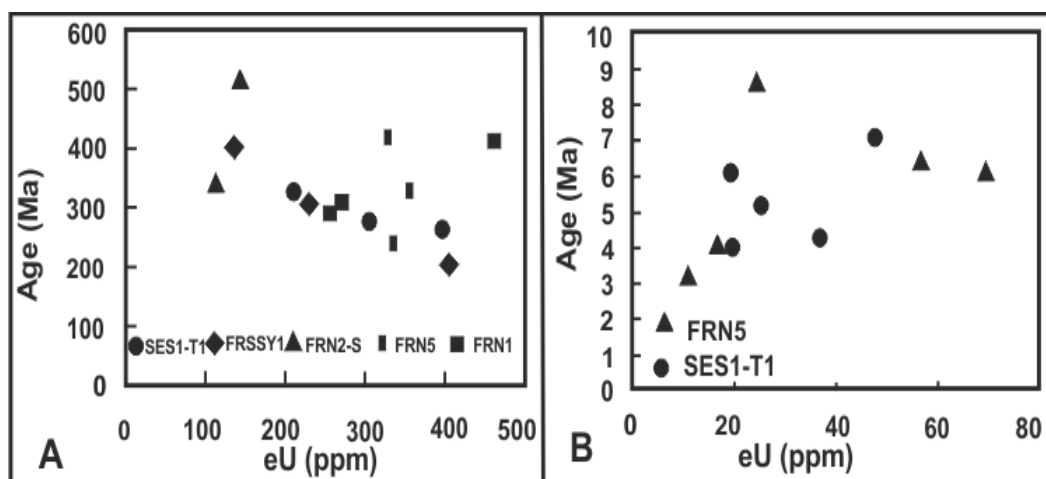 600
500
400
300
200
100
0
Age (Ma)
SES1-T1 FRSSY1 FRN2-S FRN5 FRN1
0 100 200 300 400 500
eU (ppm)
A
10
9
8
7
6
5
4
3
2
1
0
Age (Ma)
FRN5
SES1-T1
0 20 40 60 80
eU (ppm)
B